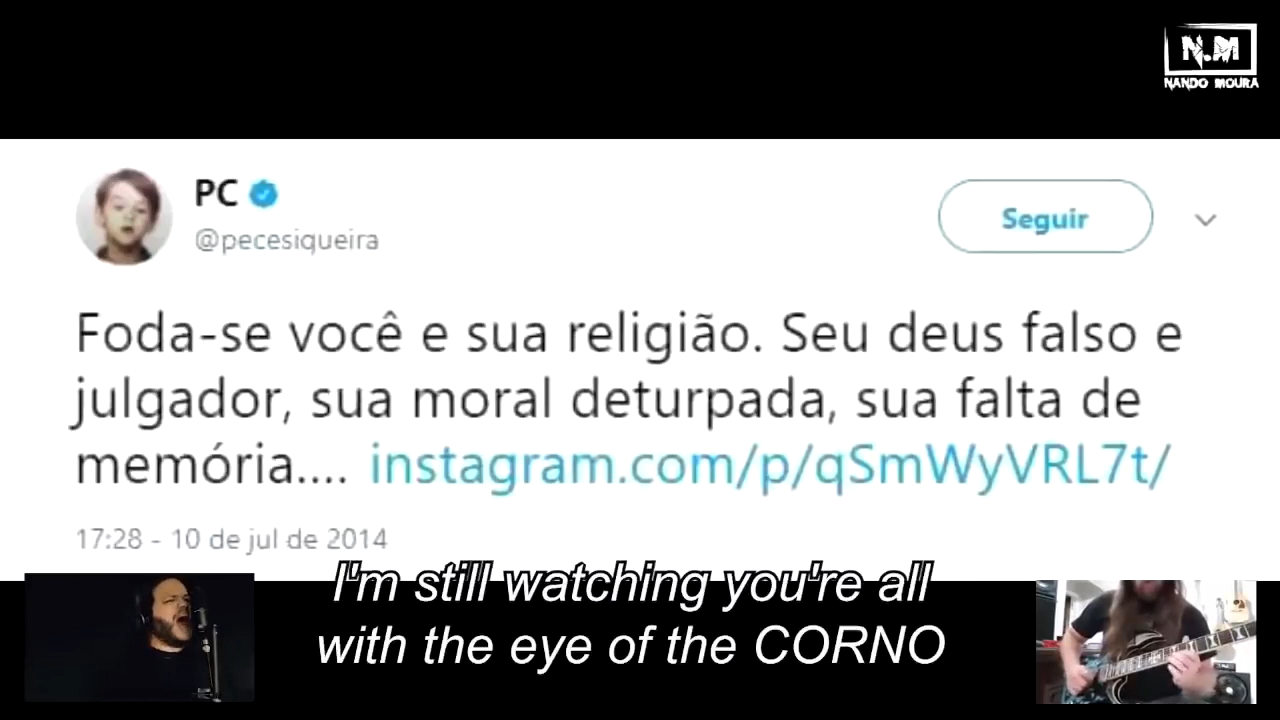 N.M
NANDO MOURA
PC
@pecesiqueira
Seguir
Foda-se você e sua religião. Seu deus falso e
julgador, sua moral deturpada, sua falta de
memória.... instagram.com/p/qSmWyVRL7t/
17:28 - 10 de jul de 2014
I'm still watching you're all
with the eye of the CORNO